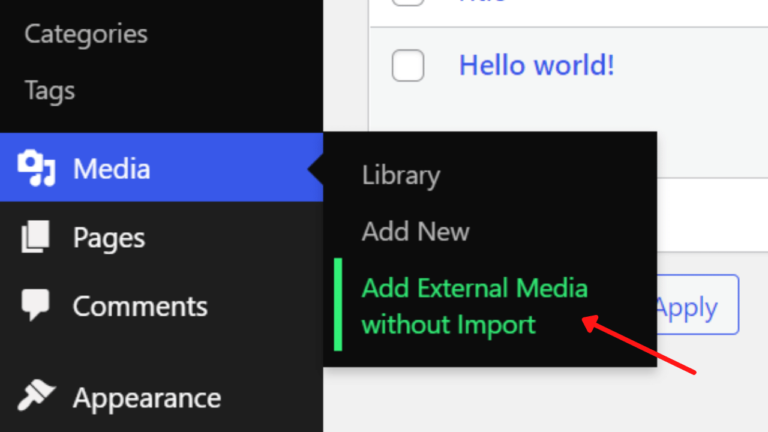 Categories
Hello world!
Tags
Media
Library
Pages
Add New
Add External Media
without Import
Comments
Apply
Appearance